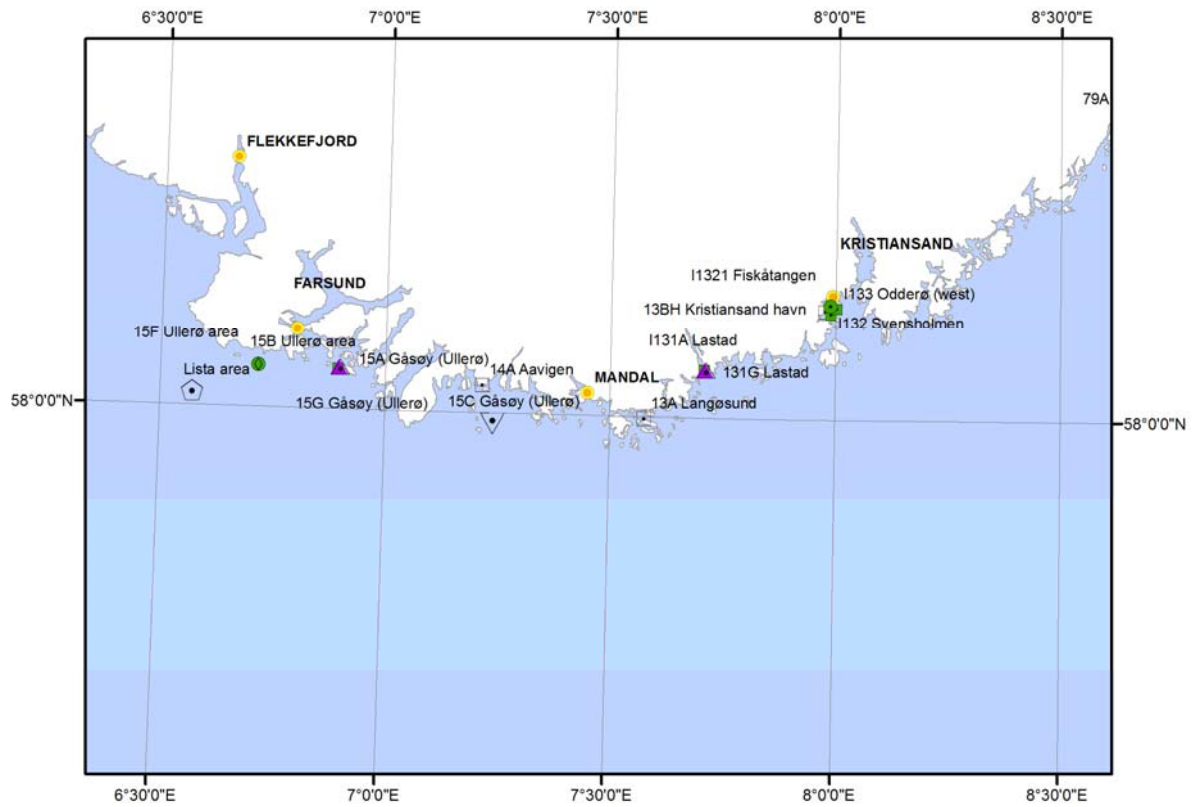 6°30'0"E
7°0'0"E
7°30'0"E
8°0'0"E
8°30'0"E
79A
FLEKKEFJORD
KRISTIANSAND
I1321 Fiskåtangen
FARSUND
I133 Odderø (west)
13BH Kristiansand havn
I132 Svensholmen
15F Ullerø area
15B Ullerø area
I131A Lastad
15A Gåsøy (Ullerø)
Lista area
14A Aavigen
MANDAL
131G Lastad
58°0'0"N
15G Gåsøy (Ullerø)
15C Gåsøy (Ullerø)
13A Langøsund
58°0'0"N
6°30'0"E
7°0'0"E
7°30'0"E
8°0'0"E
8°30'0"E